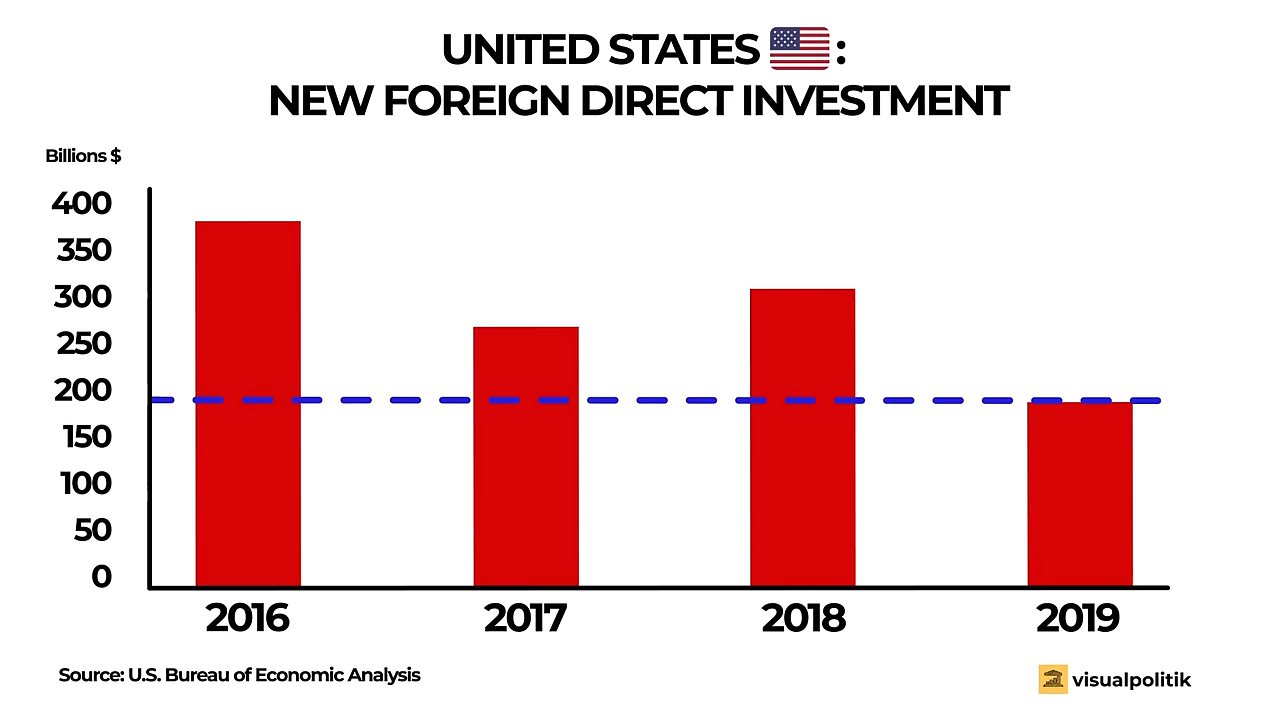 UNITED STATES 🇺🇸:
NEW FOREIGN DIRECT INVESTMENT
Billions $
400
350
300
250
200
150
100
50
0
2016 2017 2018 2019
Source: U.S. Bureau of Economic Analysis
visualpolitik